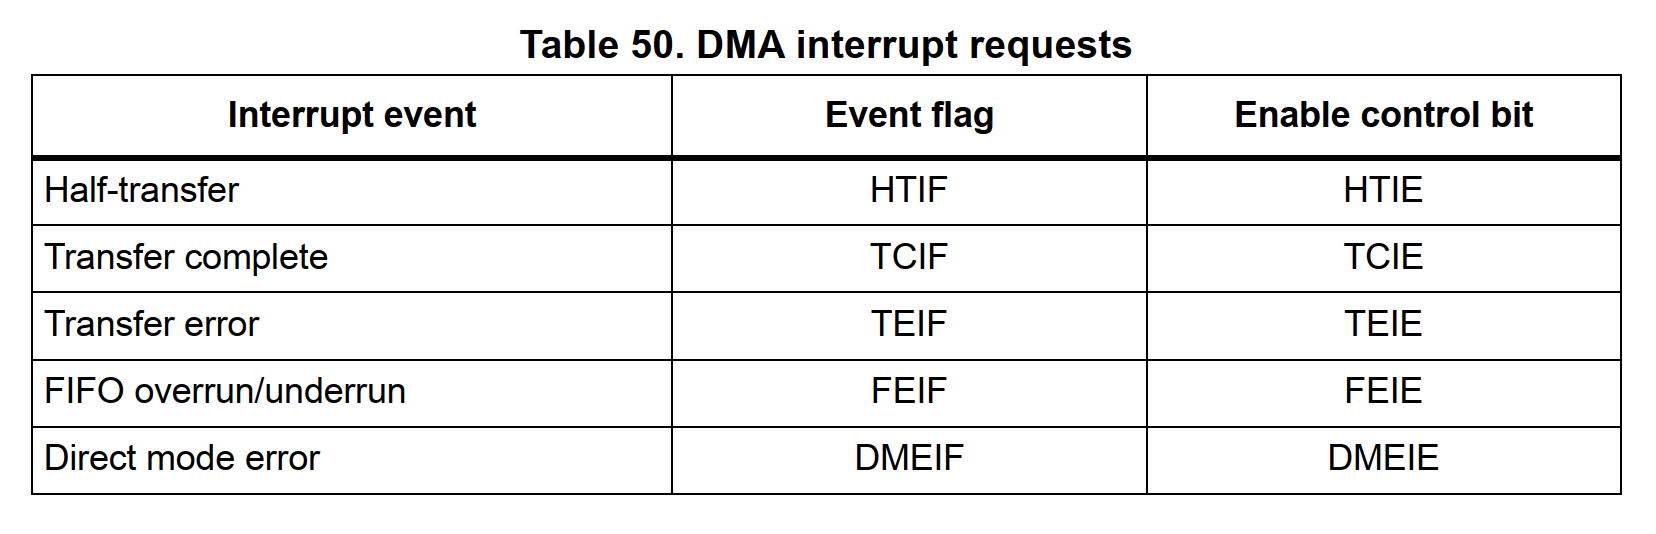 Table 50. DMA interrupt requests
Interrupt event Event flag Enable control bit
Half-transfer HTIF HTIE
Transfer complete TCIF TCIE
Transfer error TEIF TEIE
FIFO overrun/underrun FEIF FEIE
Direct mode error DMEIF DMEIE